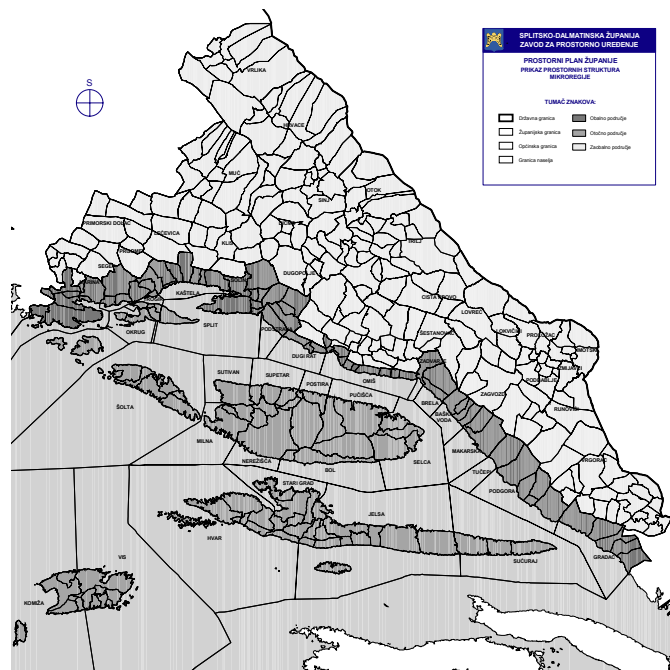 SPLITSKO-DALMATINSKA ŽUPANIJA
ZAVOD ZA PROSTORNO UREĐENJE
PROSTORNI PLAN ŽUPANIJE
PRIKAZ PROSTORNIH STRUKTURA
MIKROREGIJE
TUMAČ ZNAKOVA:
Državna granica
Obalno područje
Županijska granica
Otočno područje
Općinska granica
Zaobalno područje
Granica naselja
S
VRLIKA
HRVACE
MUĆ
SINJ
OTOK
PRIMORSKI DOLAC
LEĆEVICA
KLIS
TRILJ
DUGOPOLJE
KAŠTELA
CISTA PROVO
LOVREĆ
OKRUG
SPLIT
PODSTRANA
ŠESTANOVAC
LOKVIČIĆI
PROLOŽAC
DUGI RAT
ZADVARJE
SUTIVAN
SUPETAR
POSTIRA
OMIŠ
PUČIŠĆA
ZAGVOZD
PODBABLJE
RUNOVIĆI
ŠOLTA
BRELA
BAŠKA
VODA
MILNA
NEREŽIŠĆA
BOL
SELCA
MAKARSKA
TUČEPI
VRGORAC
STARI GRAD
PODGORA
JELSA
HVAR
VIS
SUĆURAJ
GRADAC
KOMIŽA